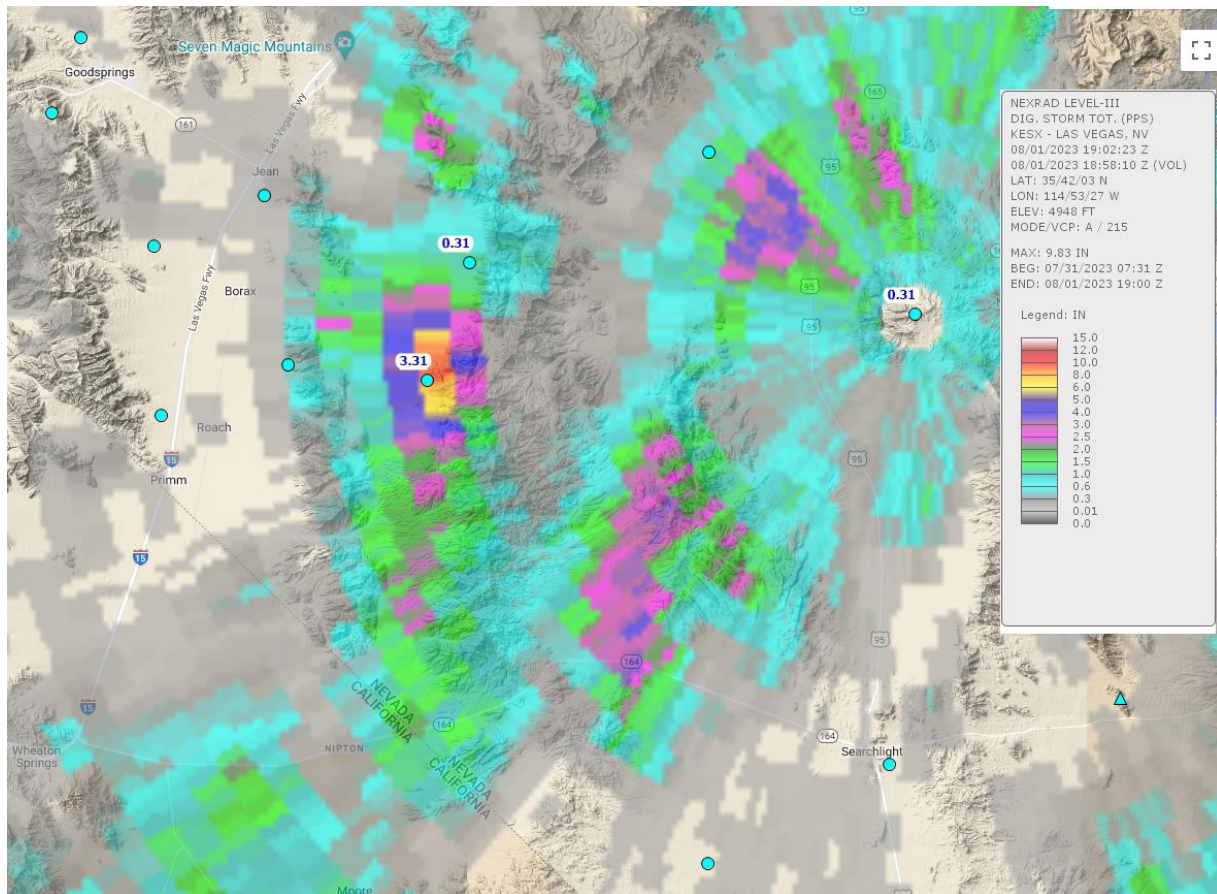 Seven Magic Mountains
Goodsprings
161
Las Vegas Fwy
Jean
Las Vegas Fwy
Borax
Roach
Primm
15
15
15
Wheaton
Springs
NIPTON
Moore
164
NEVADA
CALIFORNIA
NEVADA
CALIFORNIA
0.31
3.31
0.31
95
165
95
95
95
95
95
164
164
Searchlight
95
NEXRAD LEVEL-III
DIG. STORM TOT. (PPS)
KESX - LAS VEGAS, NV
08/01/2023 19:02:23 Z
08/01/2023 18:58:10 Z (VOL)
LAT: 35/42/03 N
LON: 114/53/27 W
ELEV: 4948 FT
MODE/VCP: A / 215
MAX: 9.83 IN
BEG: 07/31/2023 07:31 Z
END: 08/01/2023 19:00 Z
Legend: IN
15.0
12.0
10.0
8.0
6.0
5.0
4.0
3.0
2.5
2.0
1.5
1.0
0.6
0.3
0.01
0.0